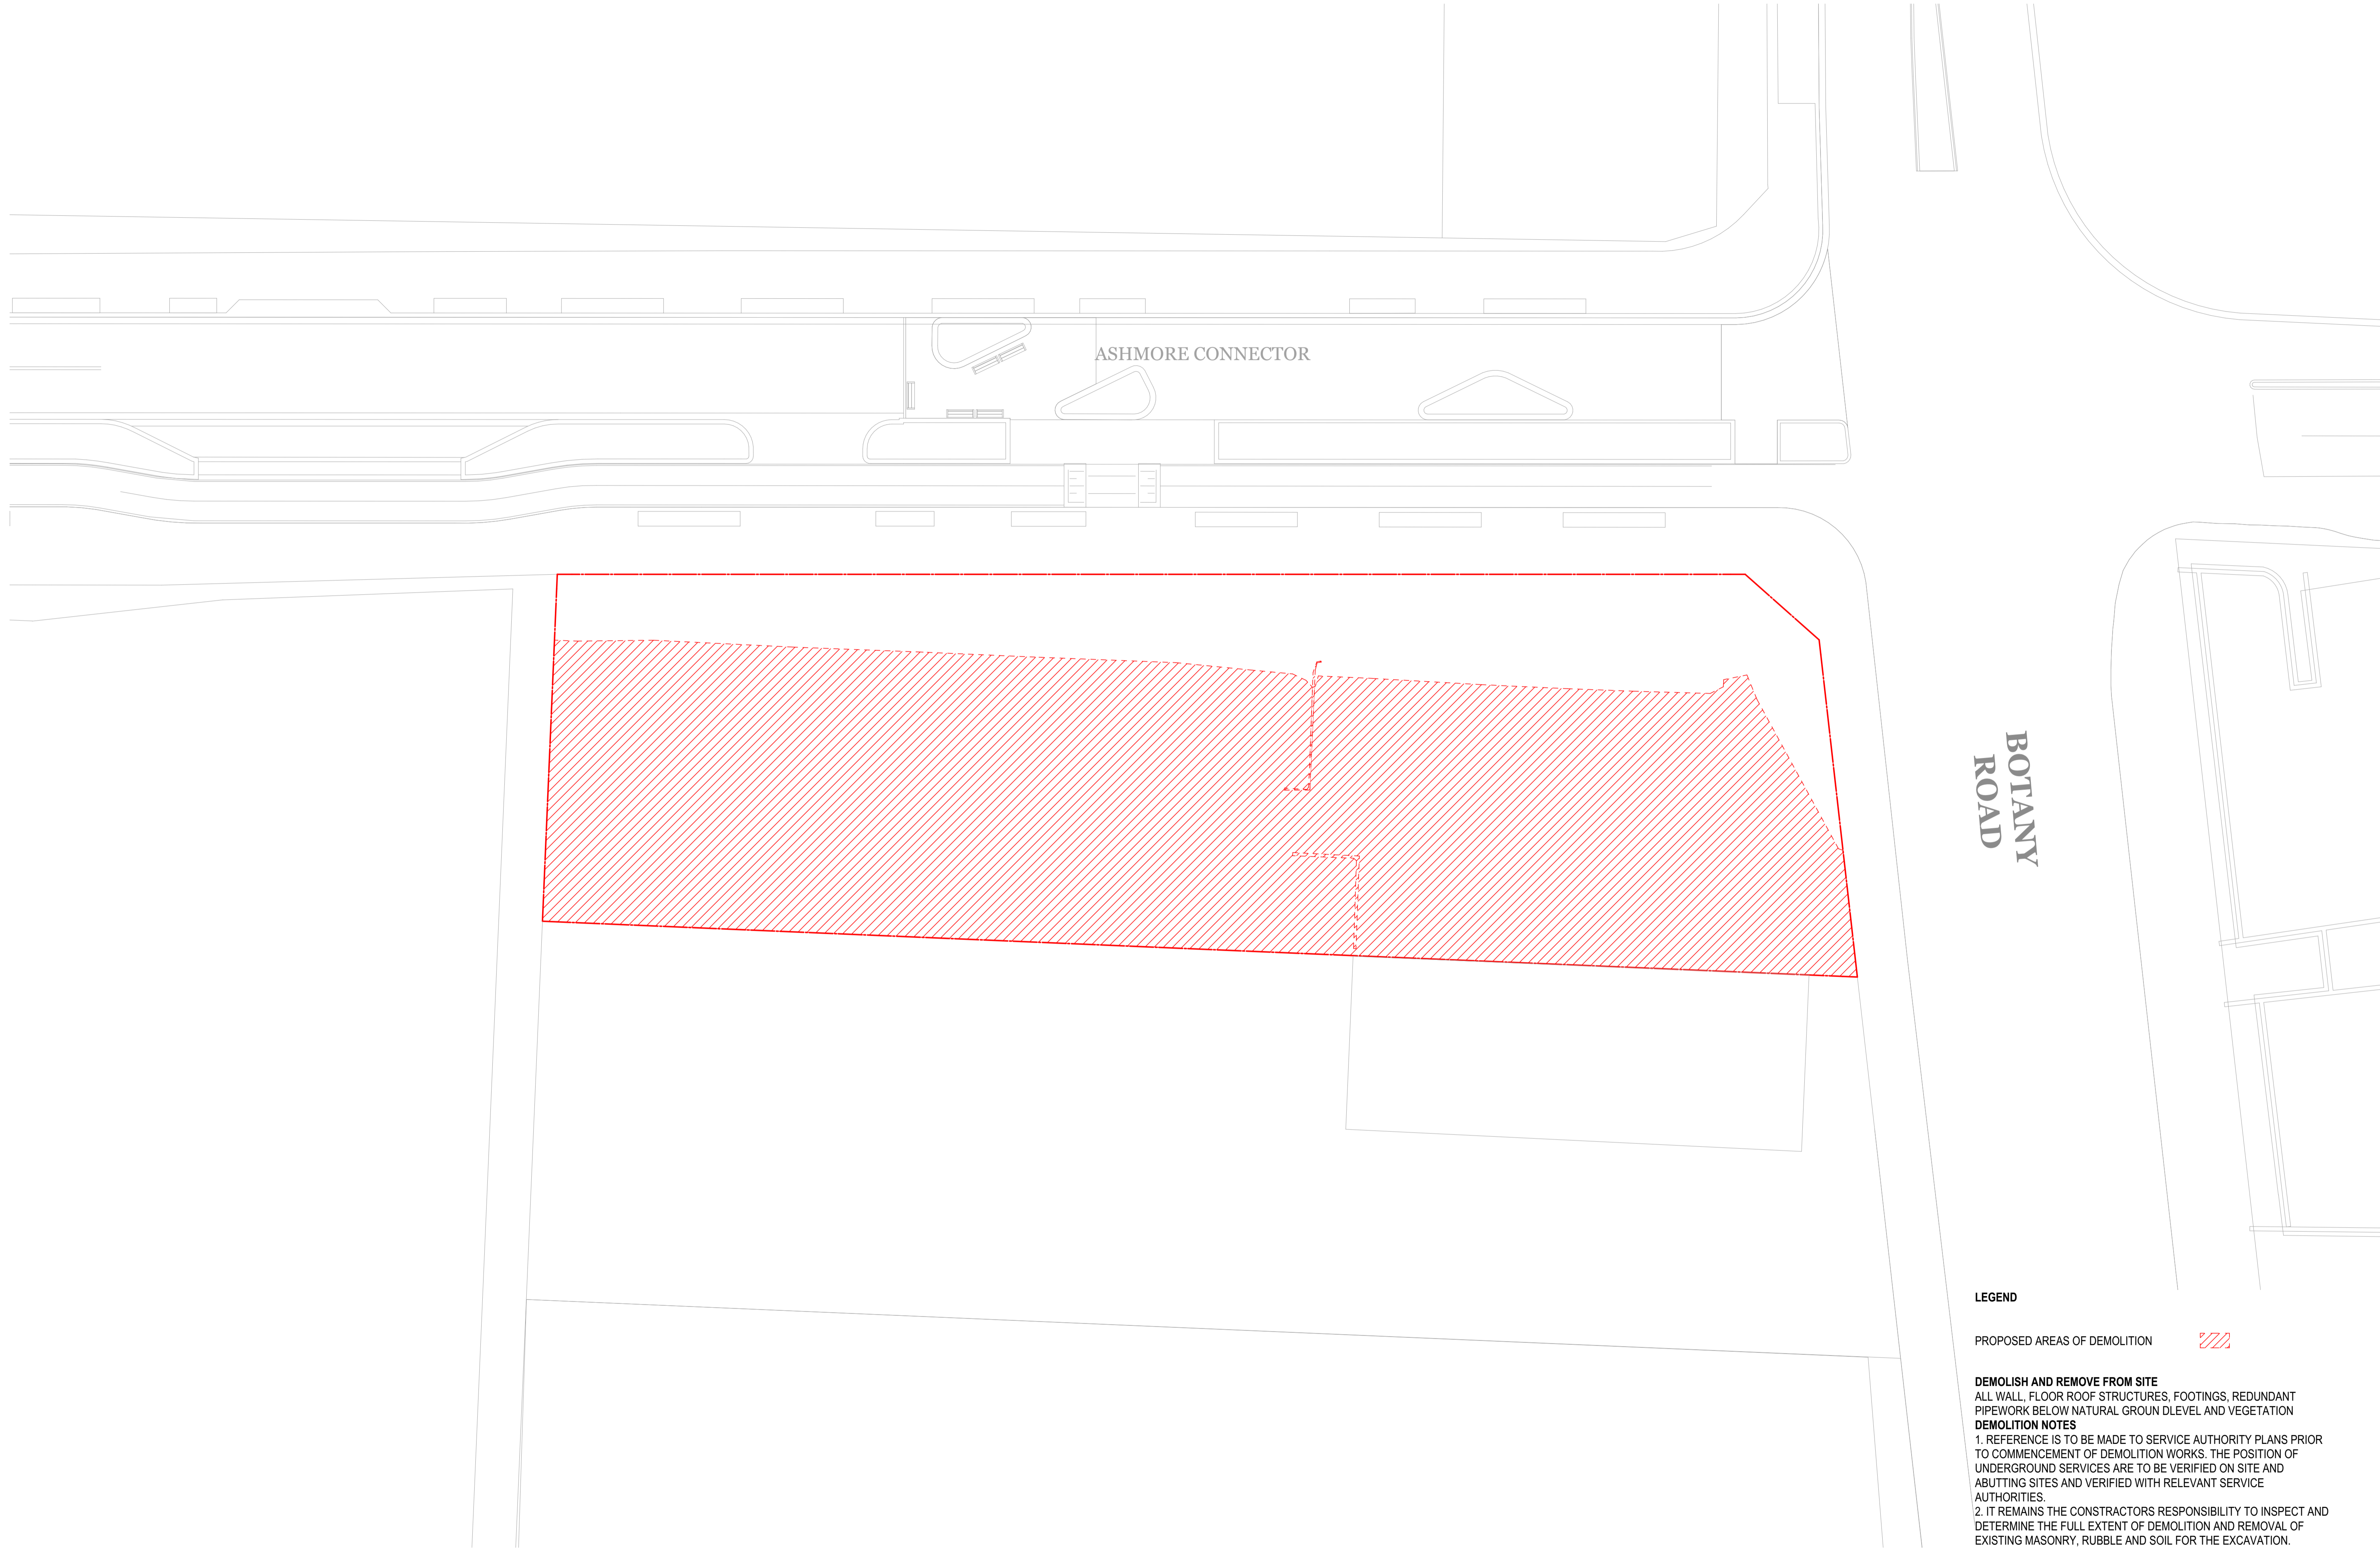 ASHMORE CONNECTOR
BOTANY
ROAD
LEGEND
PROPOSED AREAS OF DEMOLITION
DEMOLISH AND REMOVE FROM SITE
ALL WALL, FLOOR ROOF STRUCTURES, FOOTINGS, REDUNDANT
PIPEWORK BELOW NATURAL GROUN DLEVEL AND VEGETATION
DEMOLITION NOTES
1. REFERENCE IS TO BE MADE TO SERVICE AUTHORITY PLANS PRIOR
TO COMMENCEMENT OF DEMOLITION WORKS. THE POSITION OF
UNDERGROUND SERVICES ARE TO BE VERIFIED ON SITE AND
ABUTTING SITES AND VERIFIED WITH RELEVANT SERVICE
AUTHORITIES.
2. IT REMAINS THE CONSTRACTORS RESPONSIBILITY TO INSPECT AND
DETERMINE THE FULL EXTENT OF DEMOLITION AND REMOVAL OF
EXISTING MASONRY, RUBBLE AND SOIL FOR THE EXCAVATION.